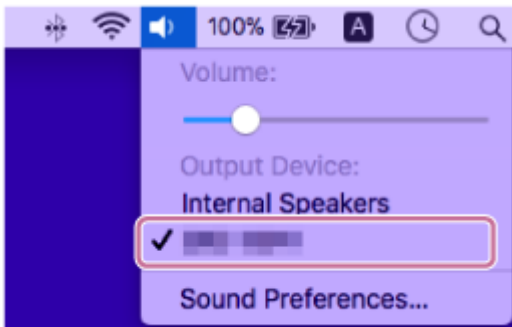 100% A
Volume:
Output Device:
Internal Speakers
Sound Preferences...